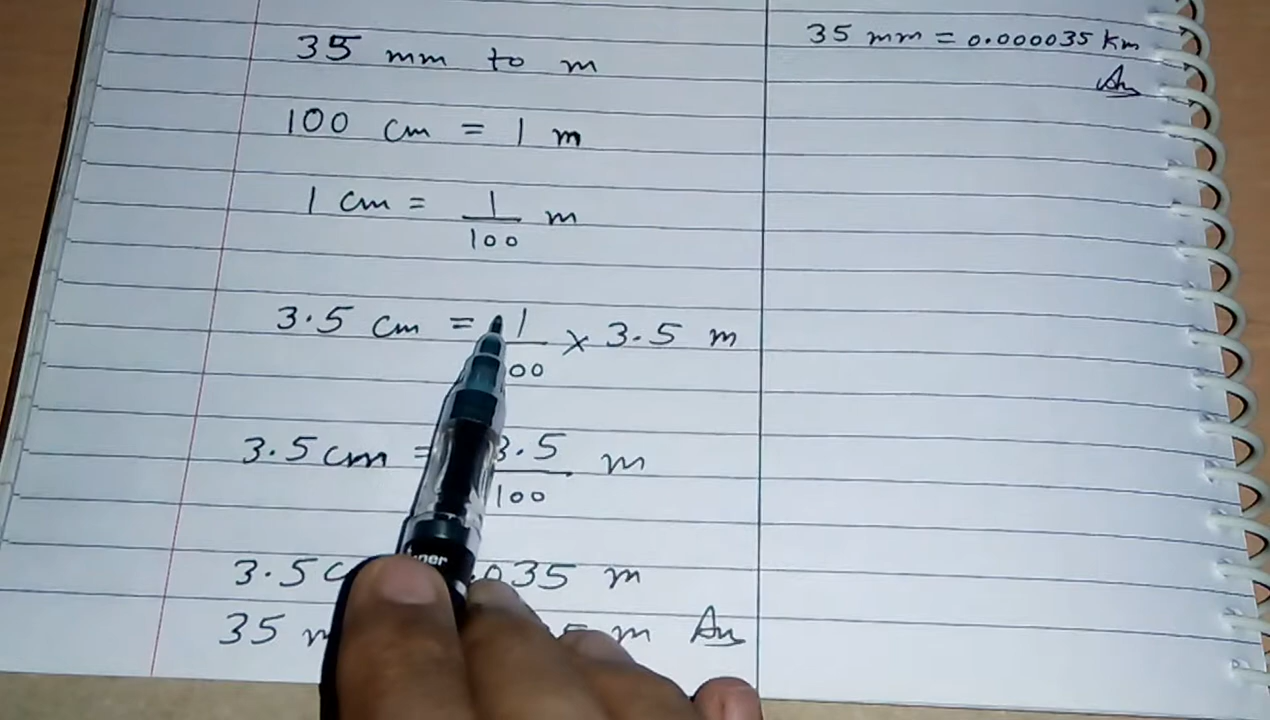 35 mm to m
100 cm = 1 m
1 cm = 1/100 m
3.5 cm = 1/100 × 3.5 m
3.5 cm = 3.5/100 m
3.5 035 m
35 m Ans
35 mm = 0.000035 km
Ans